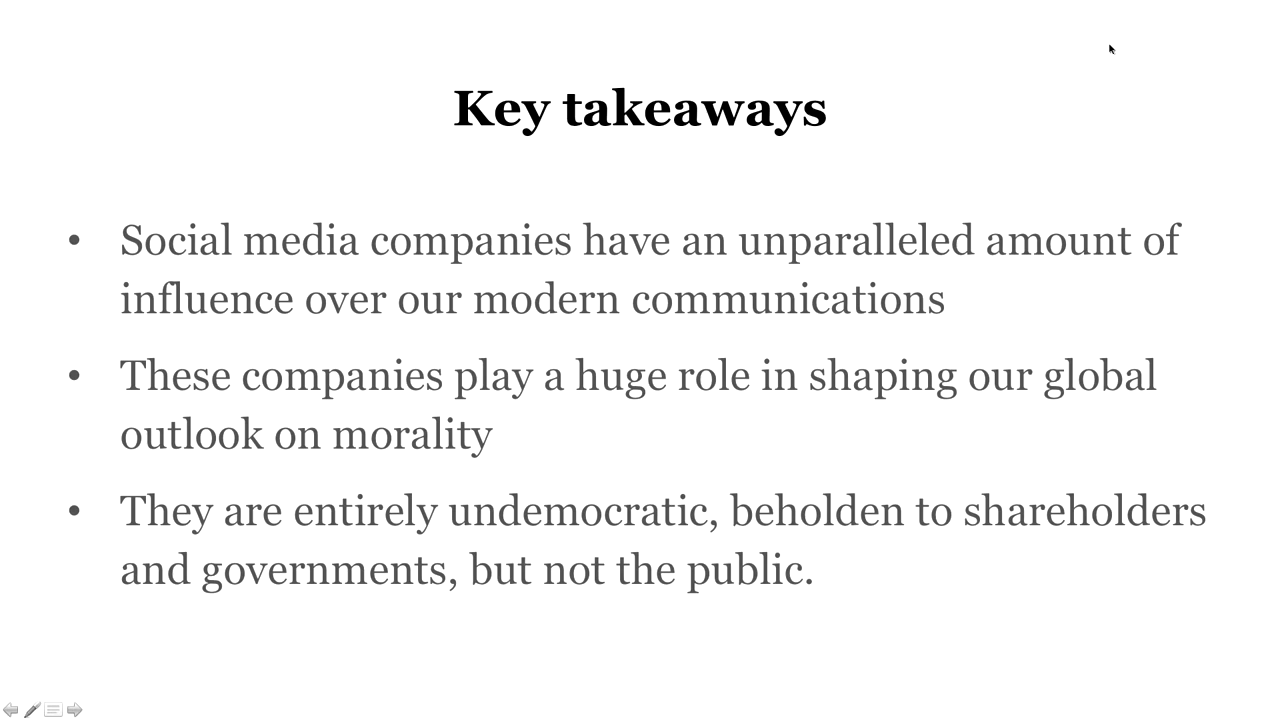 Key takeaways
• Social media companies have an unparalleled amount of
influence over our modern communications
• These companies play a huge role in shaping our global
outlook on morality
• They are entirely undemocratic, beholden to shareholders
and governments, but not the public.